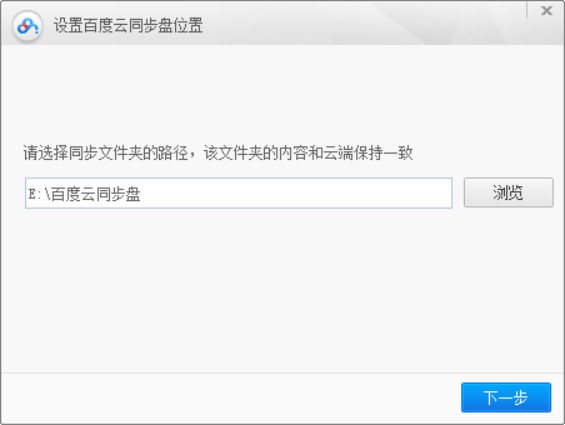 设置百度云同步盘位置
请选择同步文件夹的路径，该文件夹的内容和云端保持一致
E:\百度云同步盘
浏览
下一步